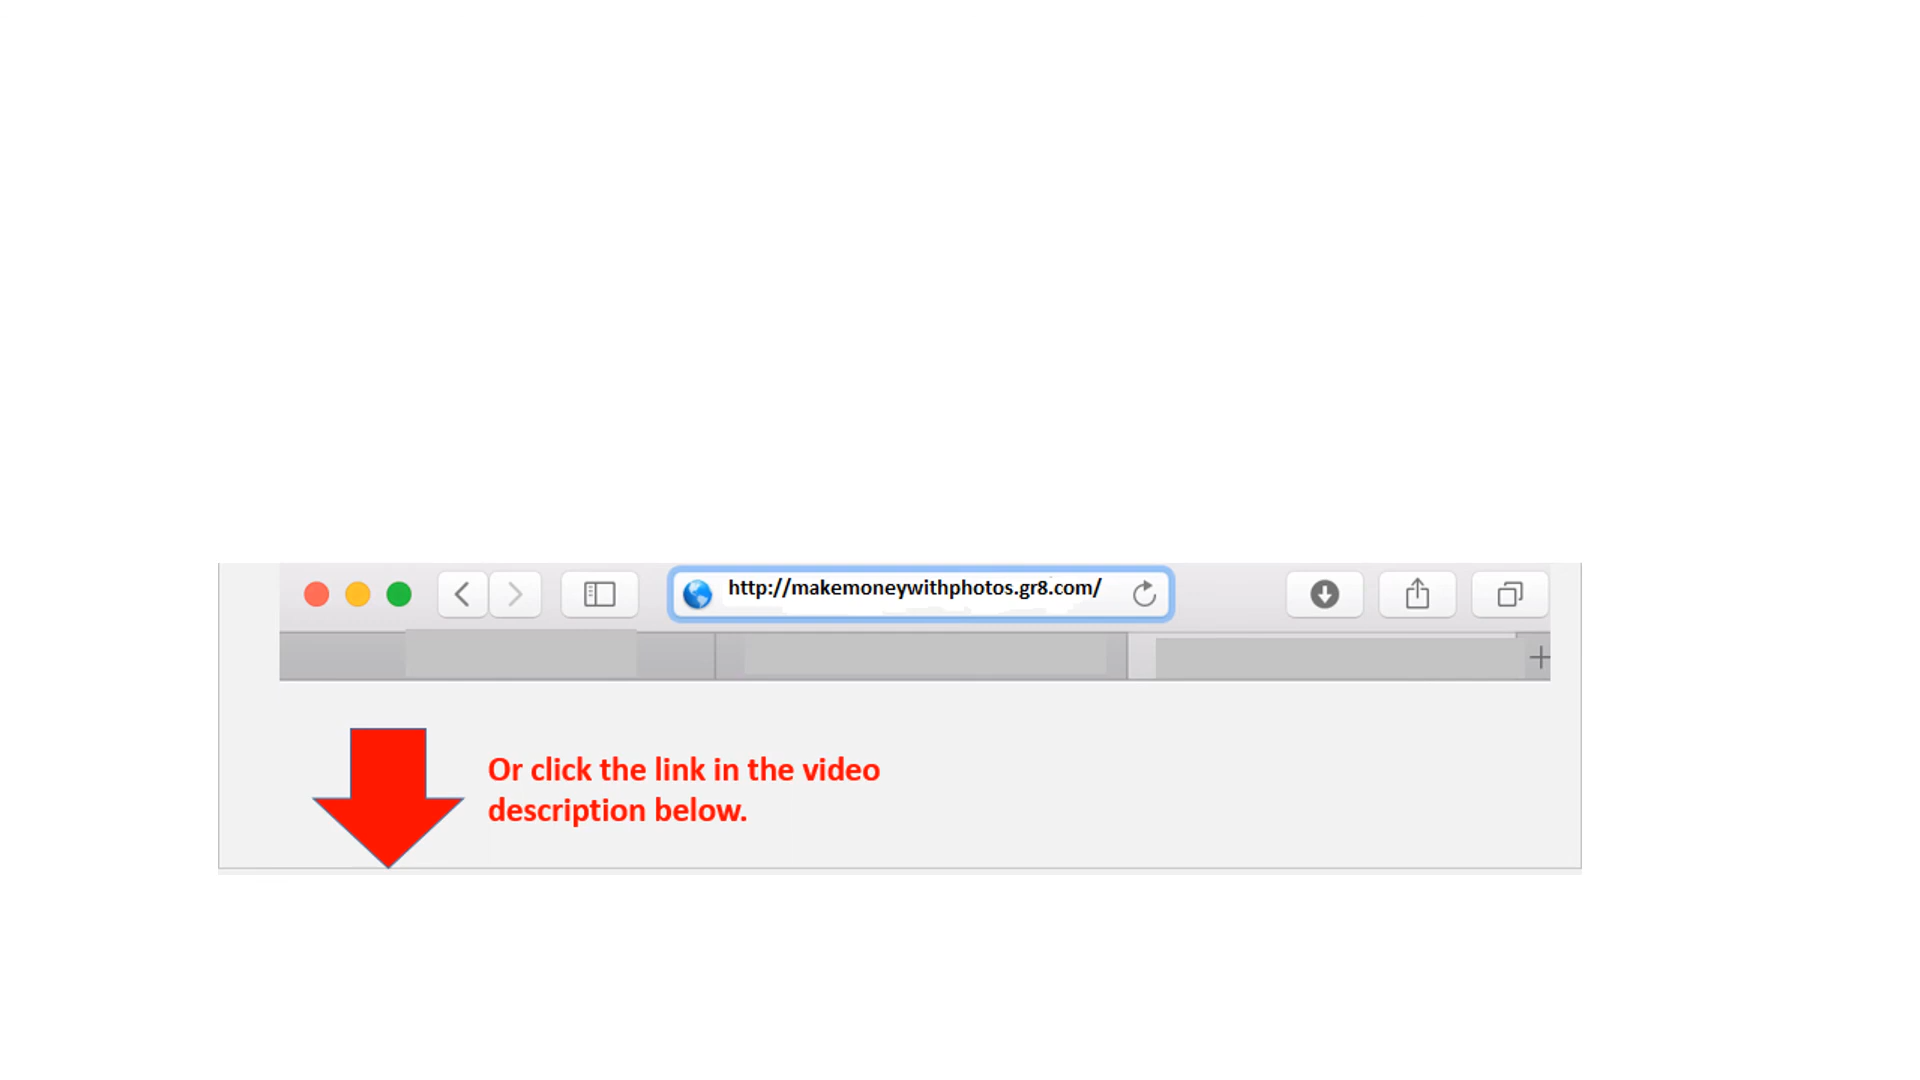 http://makemoneywithphotos.gr8.com/
Or click the link in the video
description below.